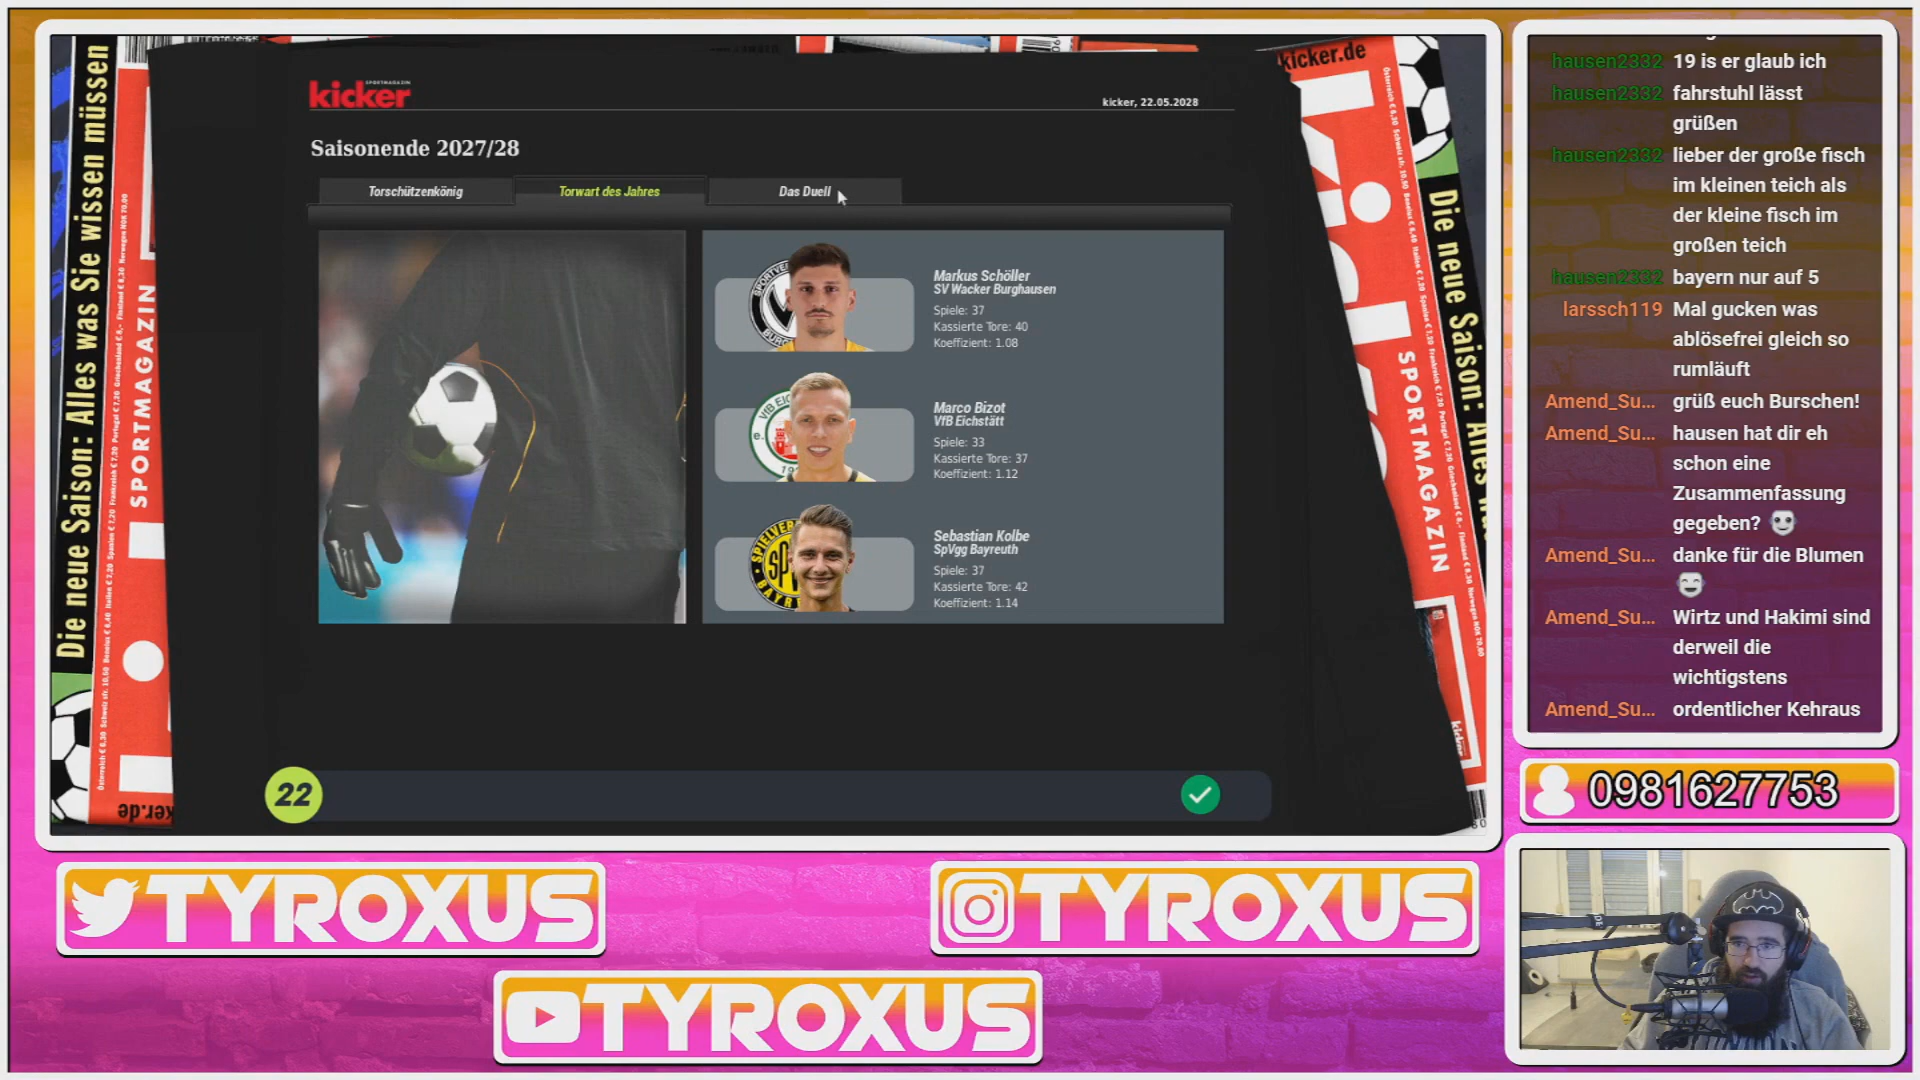 kicker
SPORTMAGAZIN
kicker, 22.05.2028
Saisonende 2027/28
Torschützenkönig
Torwart des Jahres
Das Duell
Markus Schöller
SV Wacker Burghausen
Spiele: 37
Kassierte Tore: 40
Koeffizient: 1.08
Marco Bizot
VfB Eichstätt
Spiele: 33
Kassierte Tore: 37
Koeffizient: 1.12
Sebastian Kolbe
SpVgg Bayreuth
Spiele: 37
Kassierte Tore: 42
Koeffizient: 1.14
22
Die neue Saison: Alles was Sie wissen müssen
SPORTMAGAZIN
kicker.de
Die neue Saison: Alles
SPORTMAGAZIN
hausen2332 19 is er glaub ich
hausen2332 fahrstuhl lässt
grüßen
hausen2332 lieber der große fisch
im kleinen teich als
der kleine fisch im
großen teich
hausen2332 bayern nur auf 5
larssch119 Mal gucken was
ablösefrei gleich so
rumläuft
Amend_Su... grüß euch Burschen!
Amend_Su... hausen hat dir eh
schon eine
Zusammenfassung
gegeben?
Amend_Su... danke für die Blumen
Amend_Su... Wirtz und Hakimi sind
derweil die
wichtigstens
Amend_Su... ordentlicher Kehraus
0981627753
TYROXUS
TYROXUS
TYROXUS